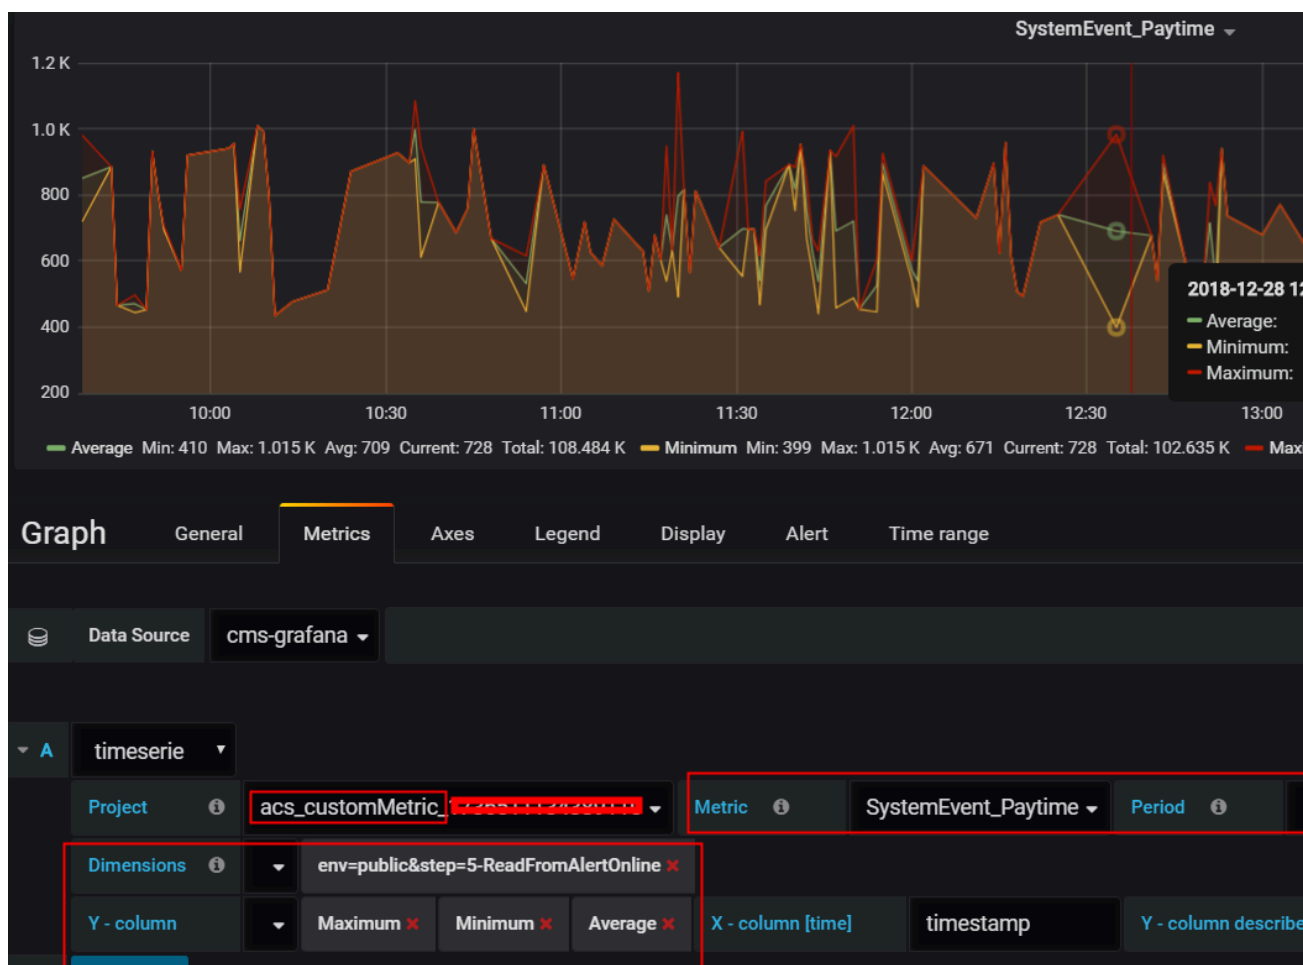 SystemEvent_Paytime
1.2 K
1.0 K
800
600
400
200
2018-12-28 12
Average:
Minimum:
Maximum:
10:00 10:30 11:00 11:30 12:00 12:30 13:00
Average Min: 410 Max: 1.015 K Avg: 709 Current: 728 Total: 108.484 K Minimum Min: 399 Max: 1.015 K Avg: 671 Current: 728 Total: 102.635 K Maxi
Graph General Metrics Axes Legend Display Alert Time range
Data Source cms-grafana
A timeserie
Project acs_customMetric_ Metric SystemEvent_Paytime Period
Dimensions env=public&step=5-ReadFromAlertOnline
Y - column Maximum Minimum Average X - column [time] timestamp Y - column describe